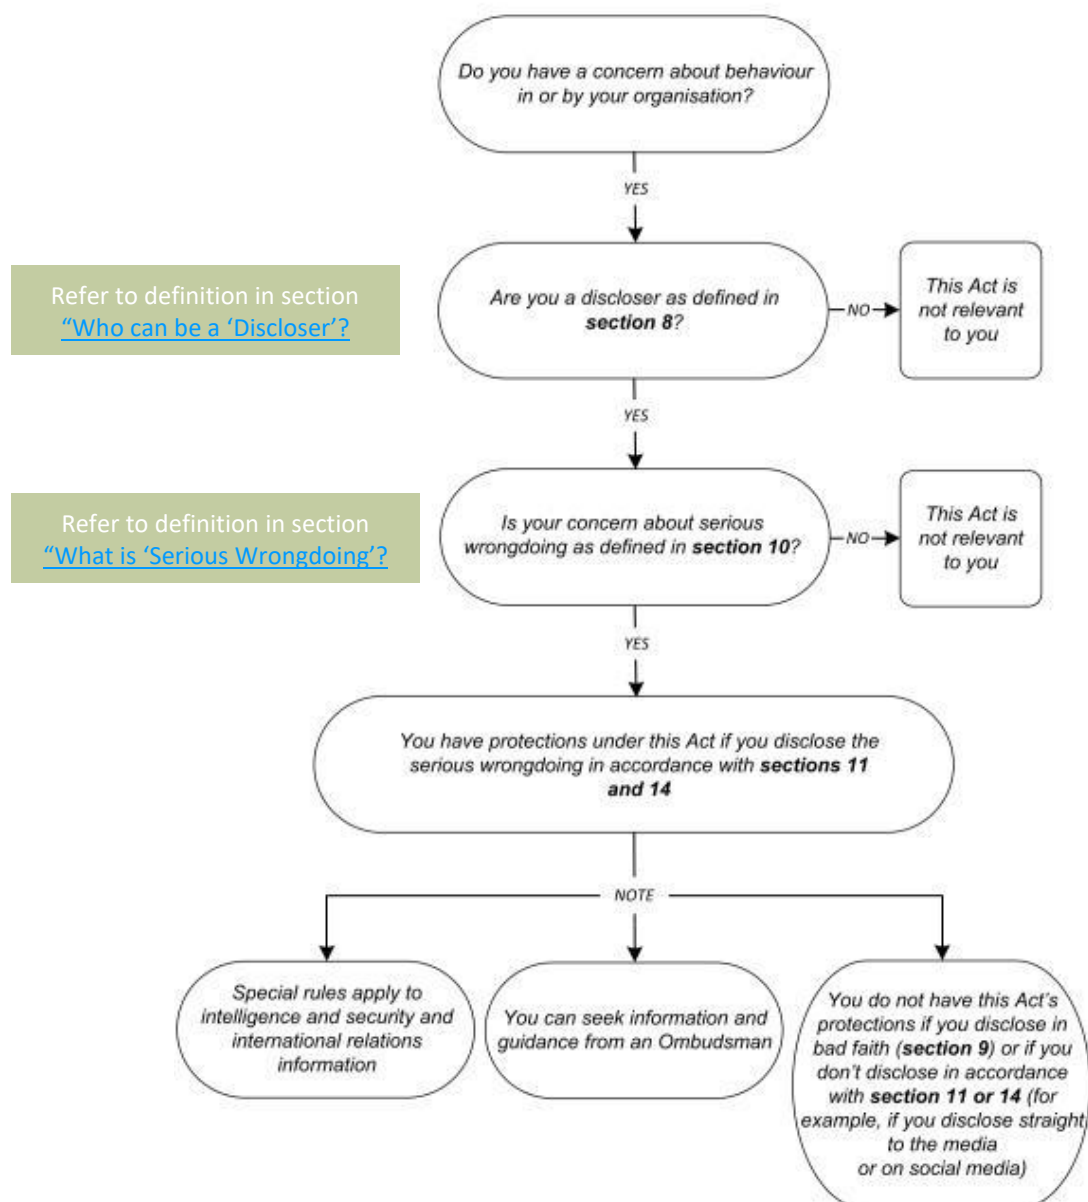 Do you have a concern about behaviour
in or by your organisation?
YES
Refer to definition in section
“Who can be a ‘Discloser’?
Are you a discloser as defined in
section 8?
NO
This Act is
not relevant
to you
YES
Refer to definition in section
“What is ‘Serious Wrongdoing’?
Is your concern about serious
wrongdoing as defined in section 10?
NO
This Act is
not relevant
to you
YES
You have protections under this Act if you disclose the
serious wrongdoing in accordance with sections 11
and 14
NOTE
Special rules apply to
intelligence and security and
international relations
information
You can seek information and
guidance from an Ombudsman
You do not have this Act's
protections if you disclose in
bad faith (section 9) or if you
don't disclose in accordance
with section 11 or 14 (for
example, if you disclose straight
to the media
or on social media)